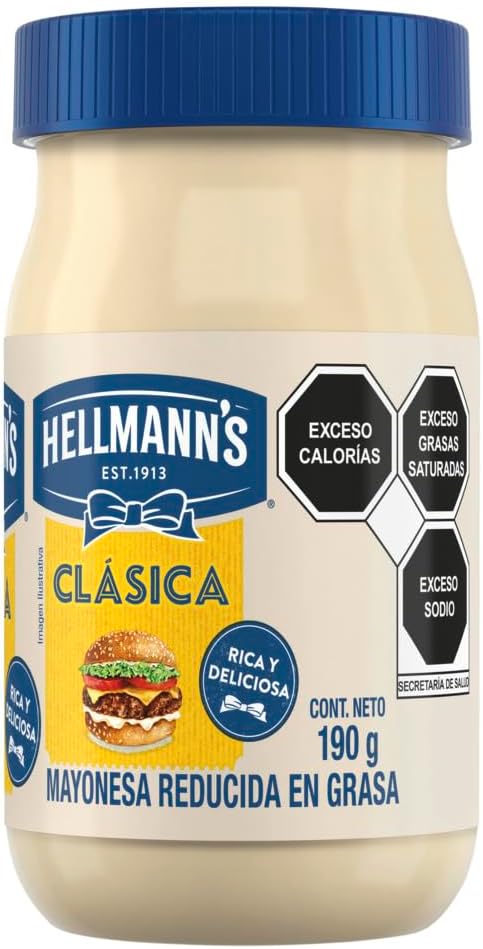 HELLMANN'S
EST.1913
CLÁSICA
Imagen Ilustrativa
RICA Y
DELICIOSA
CONT. NETO
190 g
MAYONESA REDUCIDA EN GRASA
EXCESO
CALORÍAS
EXCESO
GRASAS
SATURADAS
EXCESO
SODIO
SECRETARÍA DE SALUD
'S
A
RICA Y
DELICIOSA